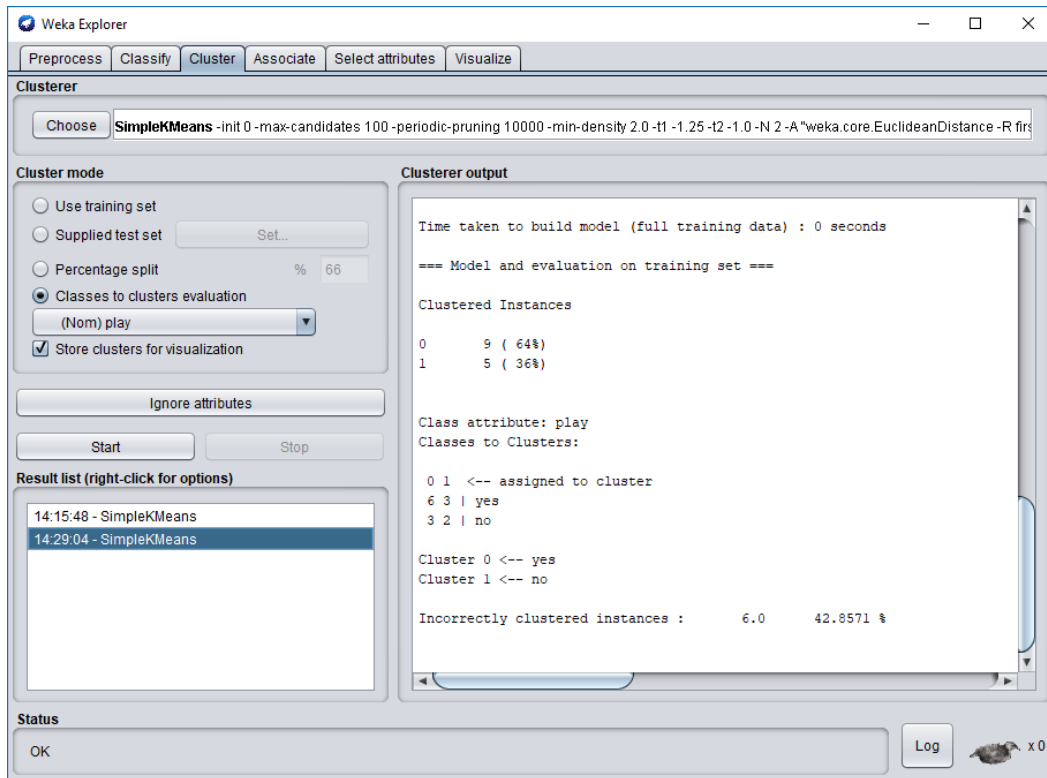 Weka Explorer
Preprocess Classify Cluster Associate Select attributes Visualize
Clusterer
Choose SimpleKMeans -init 0 -max-candidates 100 -periodic-pruning 10000 -min-density 2.0 -t1 -1.25 -t2 -1.0 -N 2 -A "weka.core.EuclideanDistance -R firs
Cluster mode
Use training set
Supplied test set Set...
Percentage split % 66
Classes to clusters evaluation
(Nom) play
Store clusters for visualization
Ignore attributes
Start Stop
Result list (right-click for options)
14:15:48 - SimpleKMeans
14:29:04 - SimpleKMeans
Clusterer output
Time taken to build model (full training data) : 0 seconds
=== Model and evaluation on training set ===
Clustered Instances
0 9 ( 64%)
1 5 ( 36%)
Class attribute: play
Classes to Clusters:
0 1 <-- assigned to cluster
6 3 | yes
3 2 | no
Cluster 0 <-- yes
Cluster 1 <-- no
Incorrectly clustered instances : 6.0 42.8571 %
Status
OK
Log
x 0